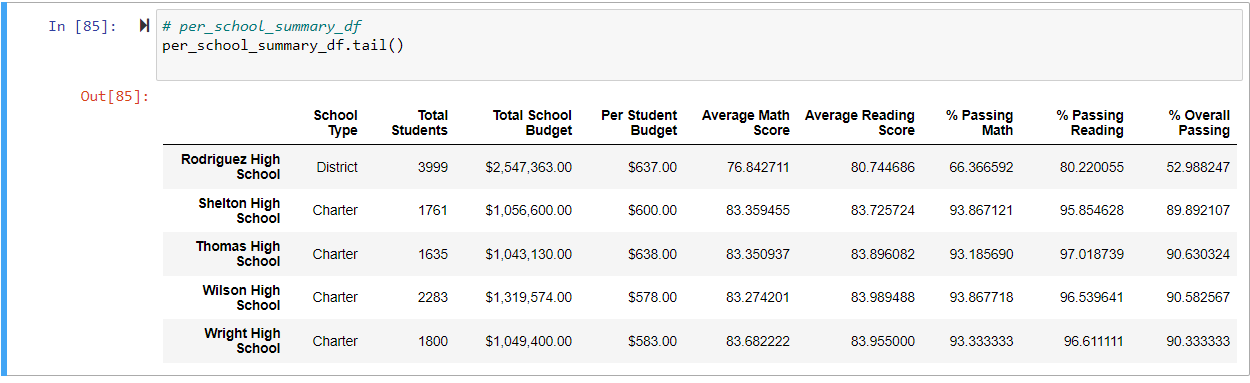 In [85]: # per_school_summary_df
per_school_summary_df.tail()
Out[85]:
School Type Total Students Total School Budget Per Student Budget Average Math Score Average Reading Score % Passing Math % Passing Reading % Overall Passing
Rodriguez High School District 3999 $2,547,363.00 $637.00 76.842711 80.744686 66.366592 80.220055 52.988247
Shelton High School Charter 1761 $1,056,600.00 $600.00 83.359455 83.725724 93.867121 95.854628 89.892107
Thomas High School Charter 1635 $1,043,130.00 $638.00 83.350937 83.896082 93.185690 97.018739 90.630324
Wilson High School Charter 2283 $1,319,574.00 $578.00 83.274201 83.989488 93.867718 96.539641 90.582567
Wright High School Charter 1800 $1,049,400.00 $583.00 83.682222 83.955000 93.333333 96.611111 90.333333